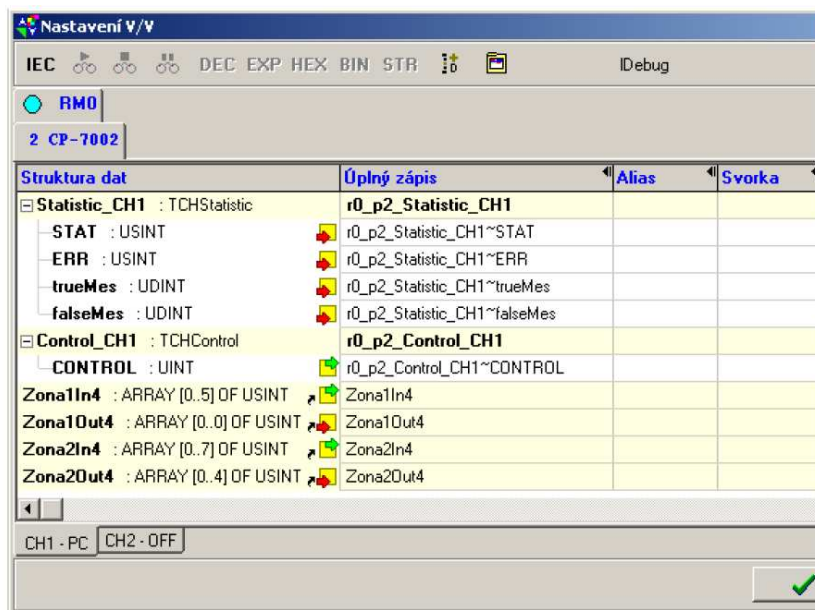 Nastavení V/V
IEC DEC EXP HEX BIN STR IDebug
RM0
2 CP-7002
Struktura dat Úplný zápis Alias Svorka
Statistic_CH1 : TCHStatistic r0_p2_Statistic_CH1
STAT : USINT r0_p2_Statistic_CH1~STAT
ERR : USINT r0_p2_Statistic_CH1~ERR
trueMes : UDINT r0_p2_Statistic_CH1~trueMes
falseMes : UDINT r0_p2_Statistic_CH1~falseMes
Control_CH1 : TCHControl r0_p2_Control_CH1
CONTROL : UINT r0_p2_Control_CH1~CONTROL
Zona1In4 : ARRAY [0..5] OF USINT Zona1In4
Zona1Out4 : ARRAY [0..0] OF USINT Zona1Out4
Zona2In4 : ARRAY [0..7] OF USINT Zona2In4
Zona2Out4 : ARRAY [0..4] OF USINT Zona2Out4
CH1 - PC CH2 - OFF